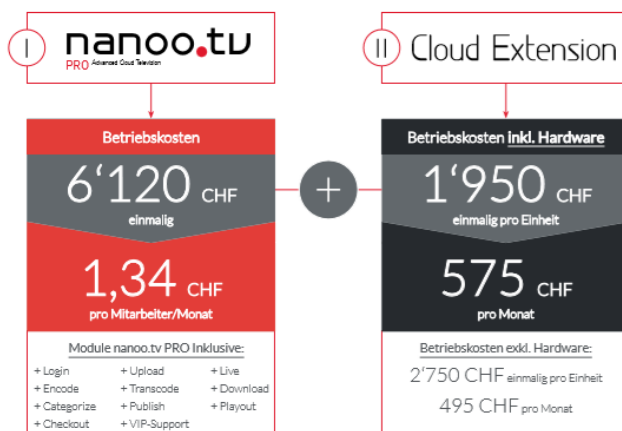 I
nanoo.tv
PRO Advanced Cloud Television
II
Cloud Extension
Betriebskosten
6‘120 CHF
einmalig
1,34 CHF
pro Mitarbeiter/Monat
Module nanoo.tv PRO Inklusive:
+ Login + Upload + Live
+ Encode + Transcode + Download
+ Categorize + Publish + Playout
+ Checkout + VIP-Support
+
Betriebskosten inkl. Hardware
1‘950 CHF
einmalig pro Einheit
575 CHF
pro Monat
Betriebskosten exkl. Hardware:
2‘750 CHF einmalig pro Einheit
495 CHF pro Monat